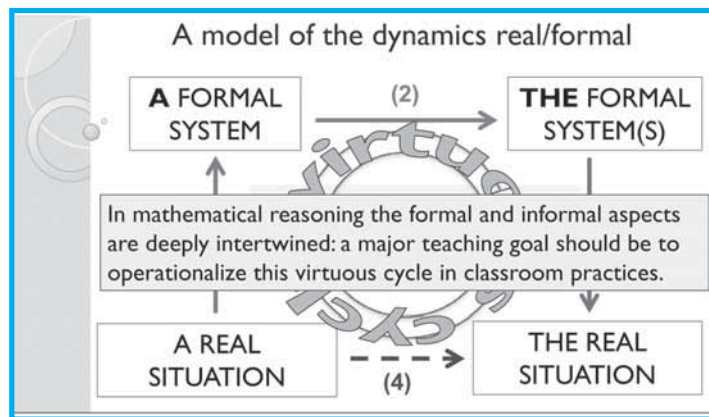 A model of the dynamics real/formal
A FORMAL
SYSTEM
(2)
THE FORMAL
SYSTEM(S)
virtue
In mathematical reasoning the formal and informal aspects
are deeply intertwined: a major teaching goal should be to
operationalize this virtuous cycle in classroom practices.
A REAL
SITUATION
(4)
THE REAL
SITUATION